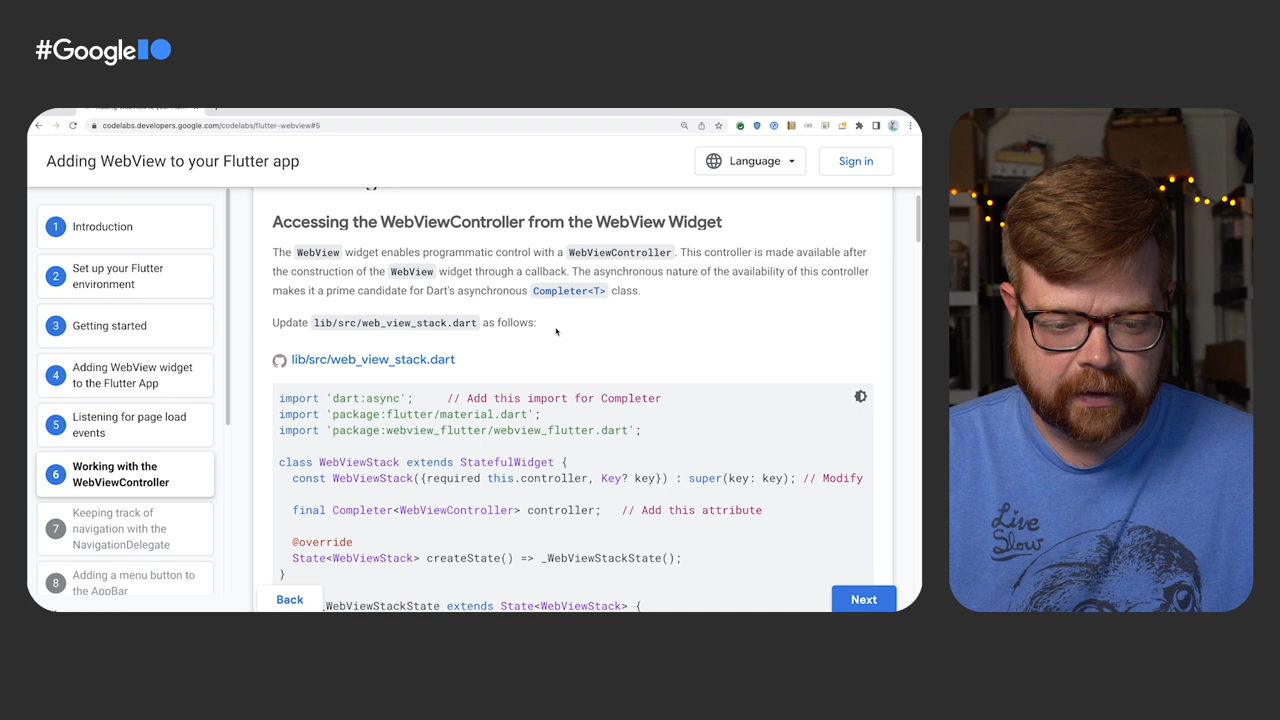 #Google IO
codelabs.developers.google.com/codelabs/flutter-webview#5
Adding WebView to your Flutter app
Language
Sign in
1 Introduction
2 Set up your Flutter
environment
3 Getting started
4 Adding WebView widget
to the Flutter App
5 Listening for page load
events
6 Working with the
WebViewController
7 Keeping track of
navigation with the
NavigationDelegate
8 Adding a menu button to
the AppBar
Accessing the WebViewController from the WebView Widget
The WebView widget enables programmatic control with a WebViewController. This controller is made available after
the construction of the WebView widget through a callback. The asynchronous nature of the availability of this controller
makes it a prime candidate for Dart's asynchronous Completer<T> class.
Update lib/src/web_view_stack.dart as follows:
lib/src/web_view_stack.dart
import 'dart:async';     // Add this import for Completer
import 'package:flutter/material.dart';
import 'package:webview_flutter/webview_flutter.dart';
class WebViewStack extends StatefulWidget {
const WebViewStack({required this.controller, Key? key}) : super(key: key); // Modify
final Completer<WebViewController> controller;   // Add this attribute
@override
State<WebViewStack> createState() => _WebViewStackState();
}
_WebViewStackState extends State<WebViewStack> {
Back
Next
Live
Slow